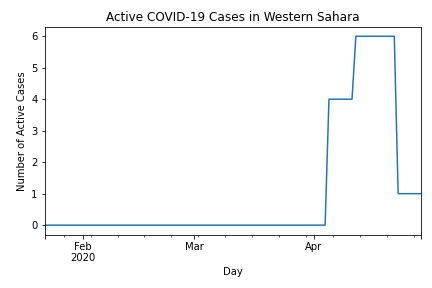 Active COVID-19 Cases in Western Sahara
6
5
4
3
2
1
0
Number of Active Cases
Feb Mar Apr
2020
Day